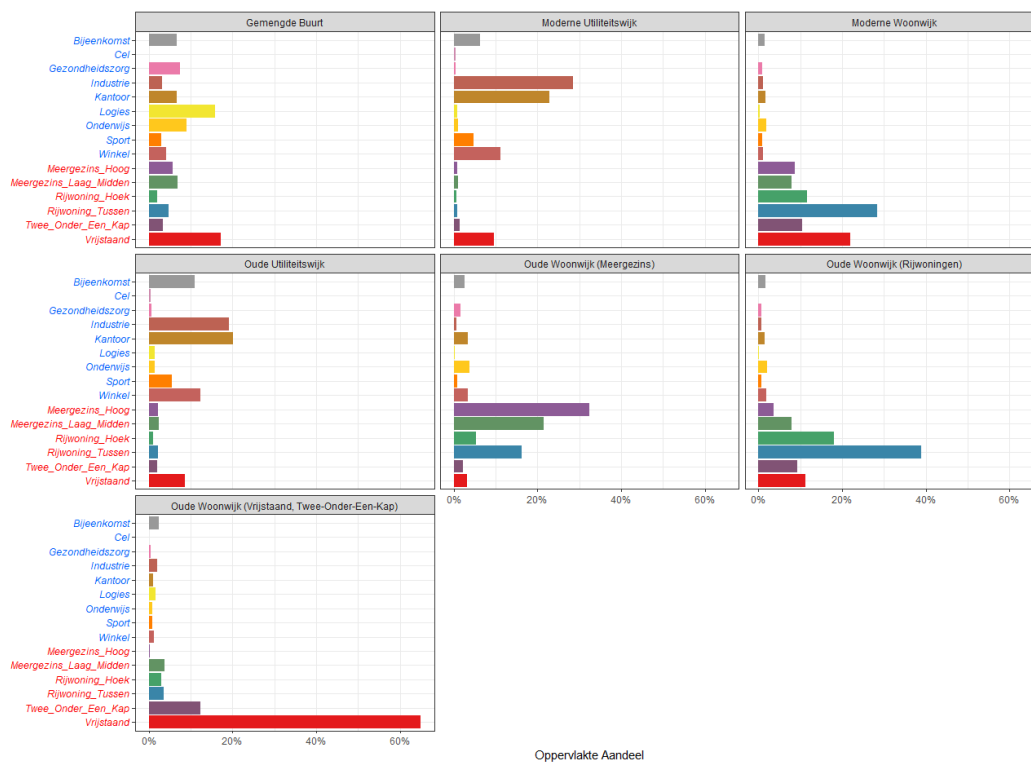 Gemengde Buurt
Moderne Utiliteitswijk
Moderne Woonwijk
Bijeenkomst
Cel
Gezondheidszorg
Industrie
Kantoor
Logies
Onderwijs
Sport
Winkel
Meergezins_Hoog
Meergezins_Laag_Midden
Rijwoning_Hoek
Rijwoning_Tussen
Twee_Onder_Een_Kap
Vrijstaand
Oude Utiliteitswijk
Oude Woonwijk (Meergezins)
Oude Woonwijk (Rijwoningen)
Bijeenkomst
Cel
Gezondheidszorg
Industrie
Kantoor
Logies
Onderwijs
Sport
Winkel
Meergezins_Hoog
Meergezins_Laag_Midden
Rijwoning_Hoek
Rijwoning_Tussen
Twee_Onder_Een_Kap
Vrijstaand
0% 20% 40% 60%
0% 20% 40% 60%
Oude Woonwijk (Vrijstaand, Twee-Onder-Een-Kap)
Bijeenkomst
Cel
Gezondheidszorg
Industrie
Kantoor
Logies
Onderwijs
Sport
Winkel
Meergezins_Hoog
Meergezins_Laag_Midden
Rijwoning_Hoek
Rijwoning_Tussen
Twee_Onder_Een_Kap
Vrijstaand
0% 20% 40% 60%
Oppervlakte Aandeel